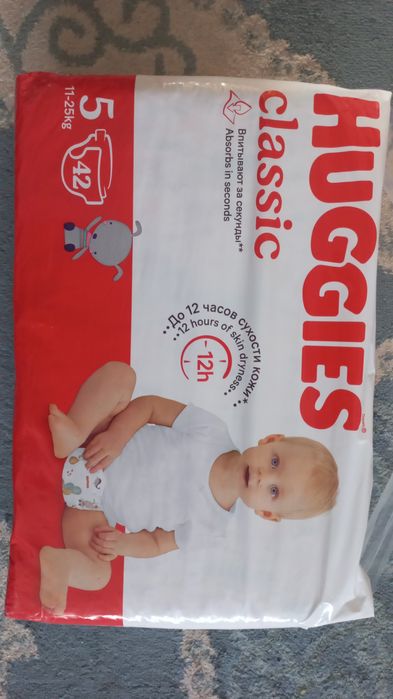 HUGGIES
classic
Впитывают за секунды**
Absorbs in seconds
••До 12 часов сухости кожи*
••12 hours of skin dryness••
-12h
5
42
11-25kg